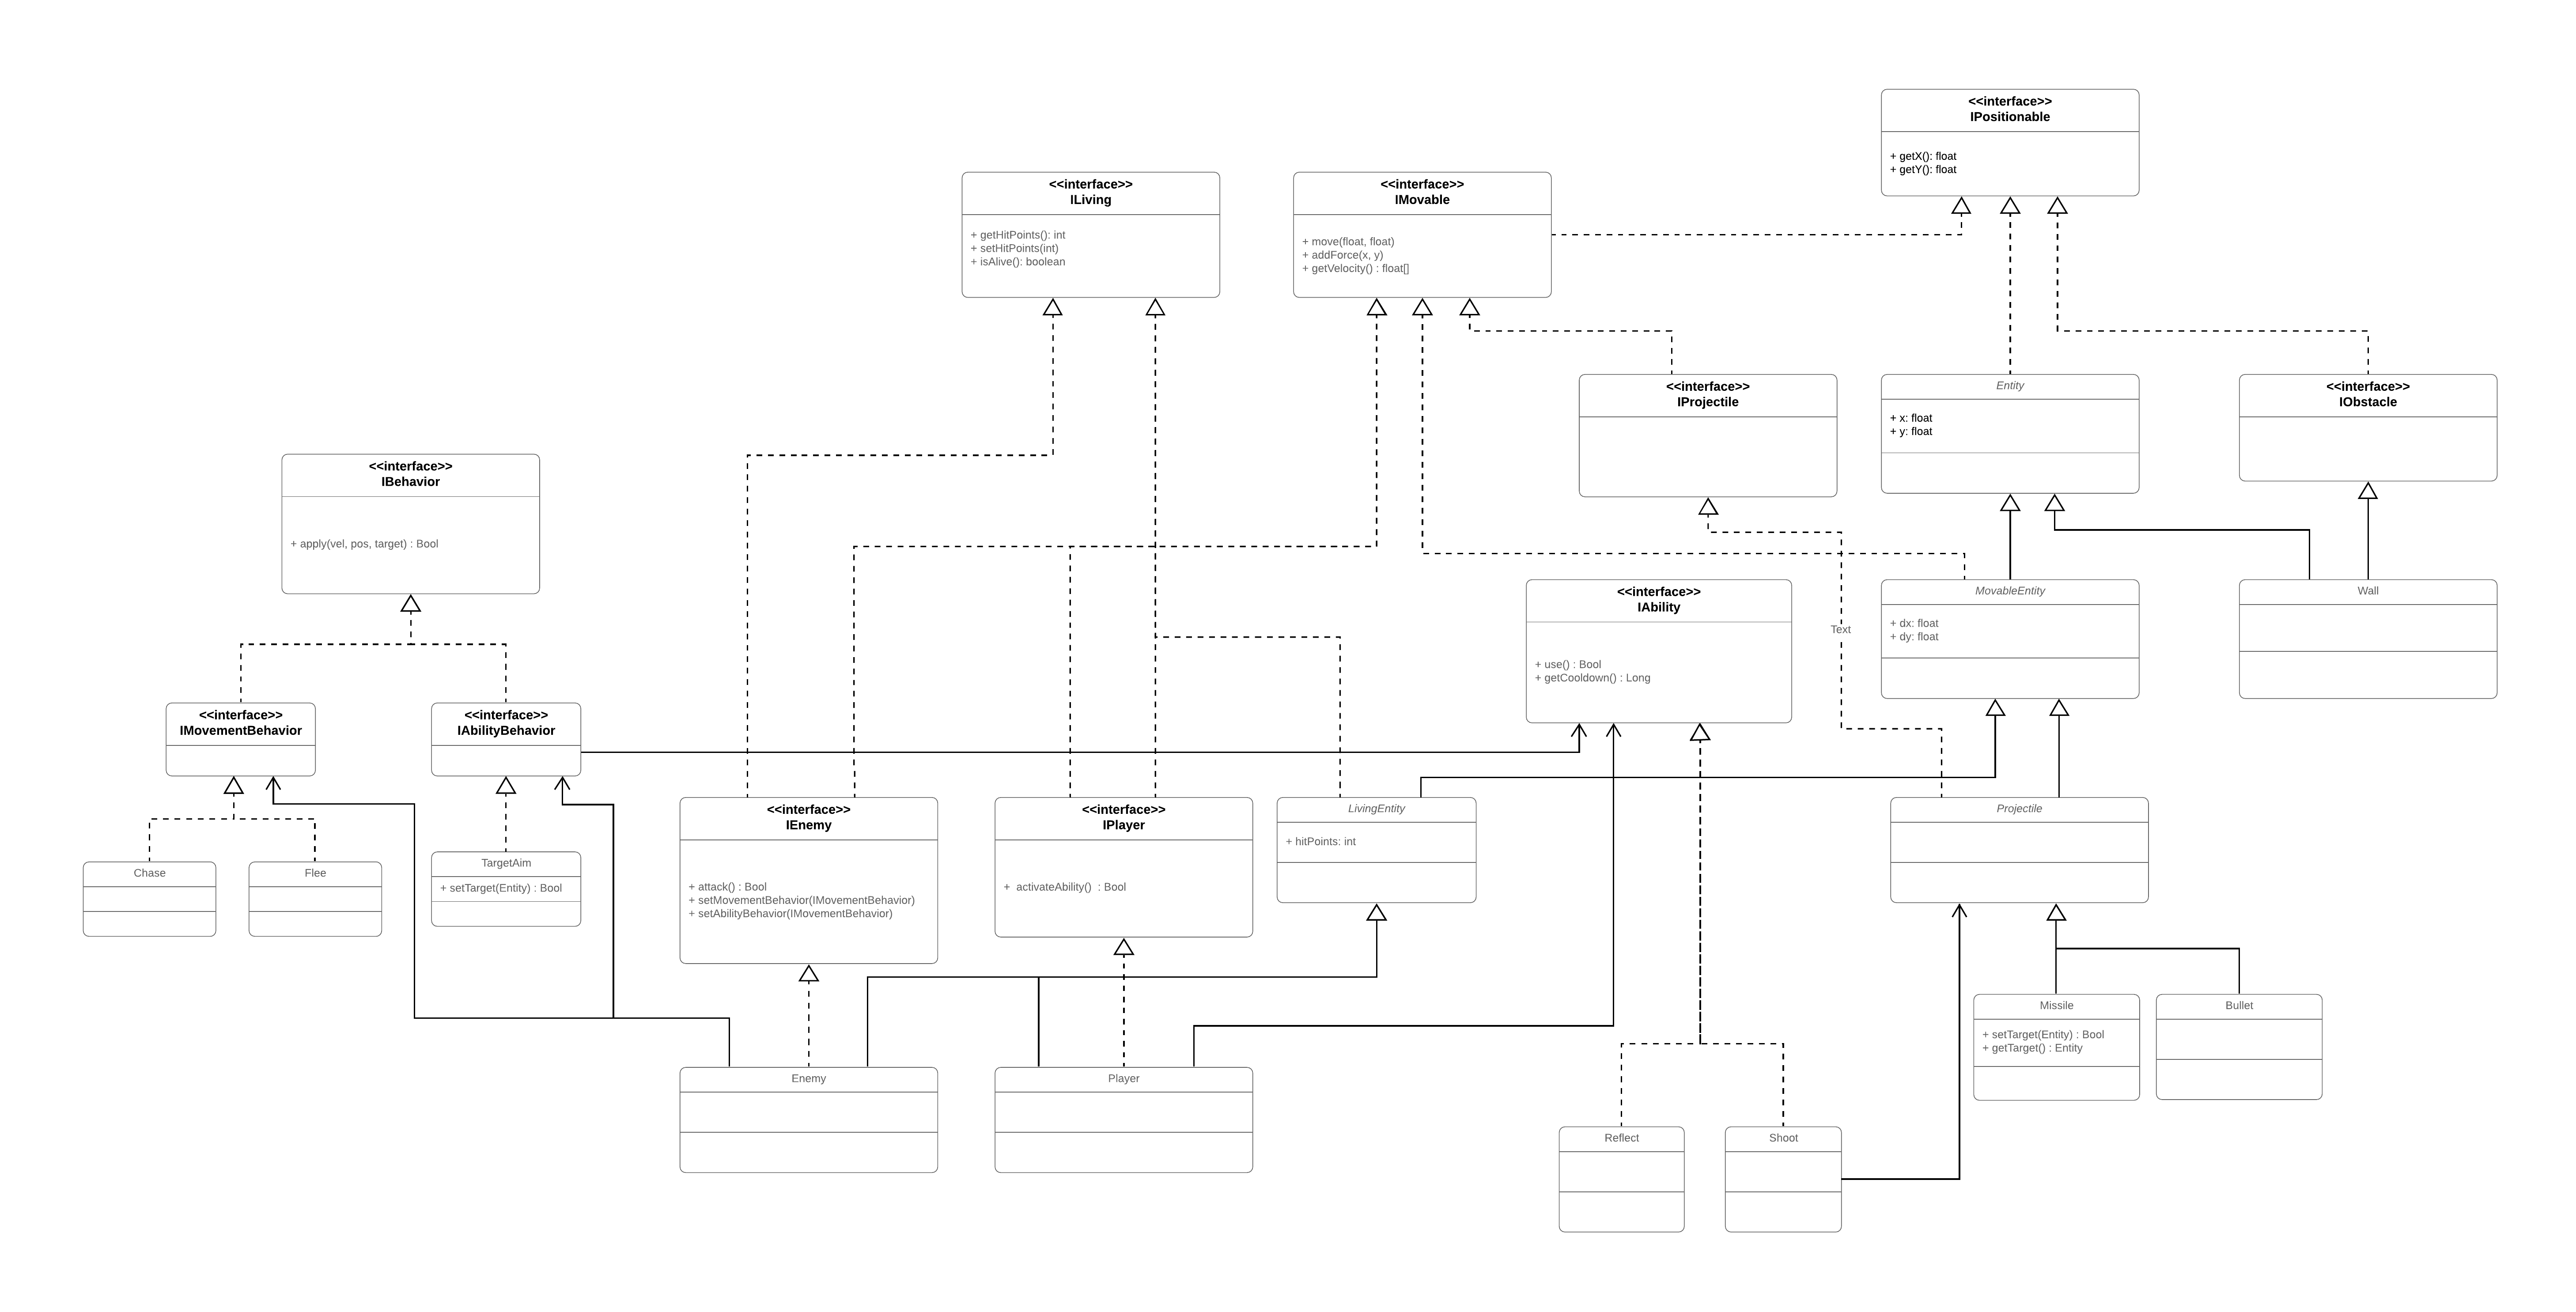 <<interface>>
IPositionable
+ getX(): float
+ getY(): float
<<interface>>
ILiving
+ getHitPoints(): int
+ setHitPoints(int)
+ isAlive(): boolean
<<interface>>
IMovable
+ move(float, float)
+ addForce(x, y)
+ getVelocity() : float[]
<<interface>>
IProjectile
Entity
+ x: float
+ y: float
<<interface>>
IObstacle
<<interface>>
IBehavior
+ apply(vel, pos, target) : Bool
<<interface>>
IAbility
+ use() : Bool
+ getCooldown() : Long
Text
MovableEntity
+ dx: float
+ dy: float
Wall
<<interface>>
IMovementBehavior
<<interface>>
IAbilityBehavior
<<interface>>
IEnemy
+ attack() : Bool
+ setMovementBehavior(IMovementBehavior)
+ setAbilityBehavior(IMovementBehavior)
<<interface>>
IPlayer
+  activateAbility()  : Bool
LivingEntity
+ hitPoints: int
Projectile
Chase
Flee
TargetAim
+ setTarget(Entity) : Bool
Missile
+ setTarget(Entity) : Bool
+ getTarget() : Entity
Bullet
Enemy
Player
Reflect
Shoot